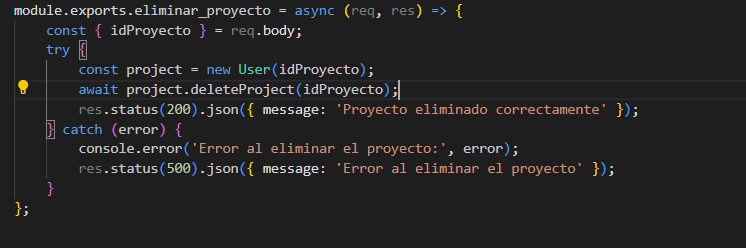 module.exports.eliminar_proyecto = async (req, res) => {
    const { idProyecto } = req.body;
    try {
        const project = new User(idProyecto);
        await project.deleteProject(idProyecto);
        res.status(200).json({ message: 'Proyecto eliminado correctamente' });
    } catch (error) {
        console.error('Error al eliminar el proyecto:', error);
        res.status(500).json({ message: 'Error al eliminar el proyecto' });
    }
};